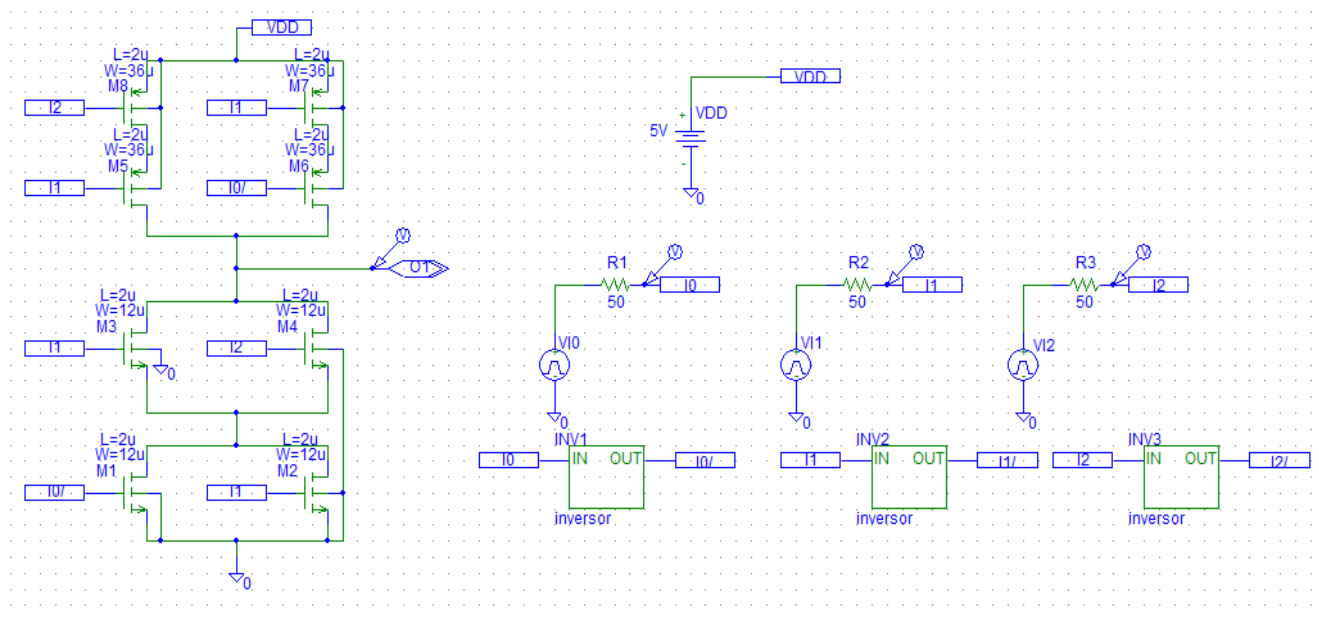 VDD
L=2u
W=36u
M8
L=2u
W=36u
M7
I2
I1
L=2u
W=36u
M5
L=2u
W=36u
M6
I1
I0/
O1
L=2u
W=12u
M3
L=2u
W=12u
M4
I1
I2
0
L=2u
W=12u
M1
L=2u
W=12u
M2
I0/
I1
0
VDD
VDD
+
5V
-
0
V
R1
50
V
I0
VI0
0
R2
50
V
I1
VI1
0
R3
50
V
I2
VI2
0
INV1
I0
IN OUT
I0/
inversor
INV2
I1
IN OUT
I1/
inversor
INV3
I2
IN OUT
I2/
inversor